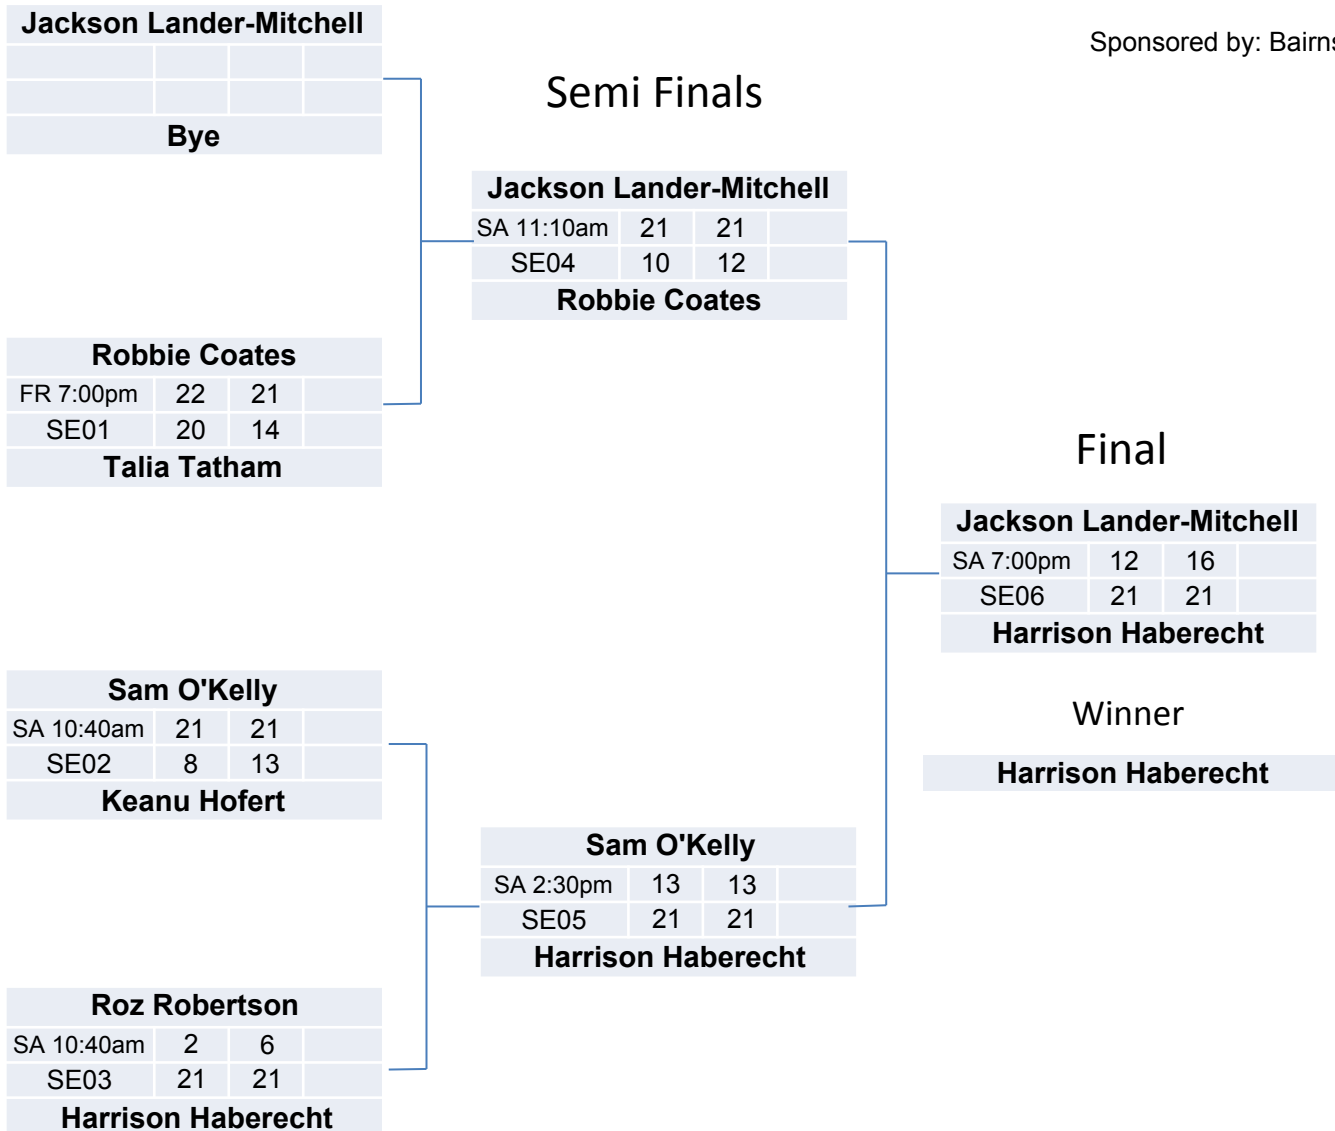 Jackson Lander-Mitchell
Bye
Sponsored by: Bairns
Semi Finals
Jackson Lander-Mitchell
SA 11:10am 21 21
SE04 10 12
Robbie Coates
Robbie Coates
FR 7:00pm 22 21
SE01 20 14
Talia Tatham
Final
Jackson Lander-Mitchell
SA 7:00pm 12 16
SE06 21 21
Harrison Haberecht
Winner
Harrison Haberecht
Sam O'Kelly
SA 10:40am 21 21
SE02 8 13
Keanu Hofert
Sam O'Kelly
SA 2:30pm 13 13
SE05 21 21
Harrison Haberecht
Roz Robertson
SA 10:40am 2 6
SE03 21 21
Harrison Haberecht